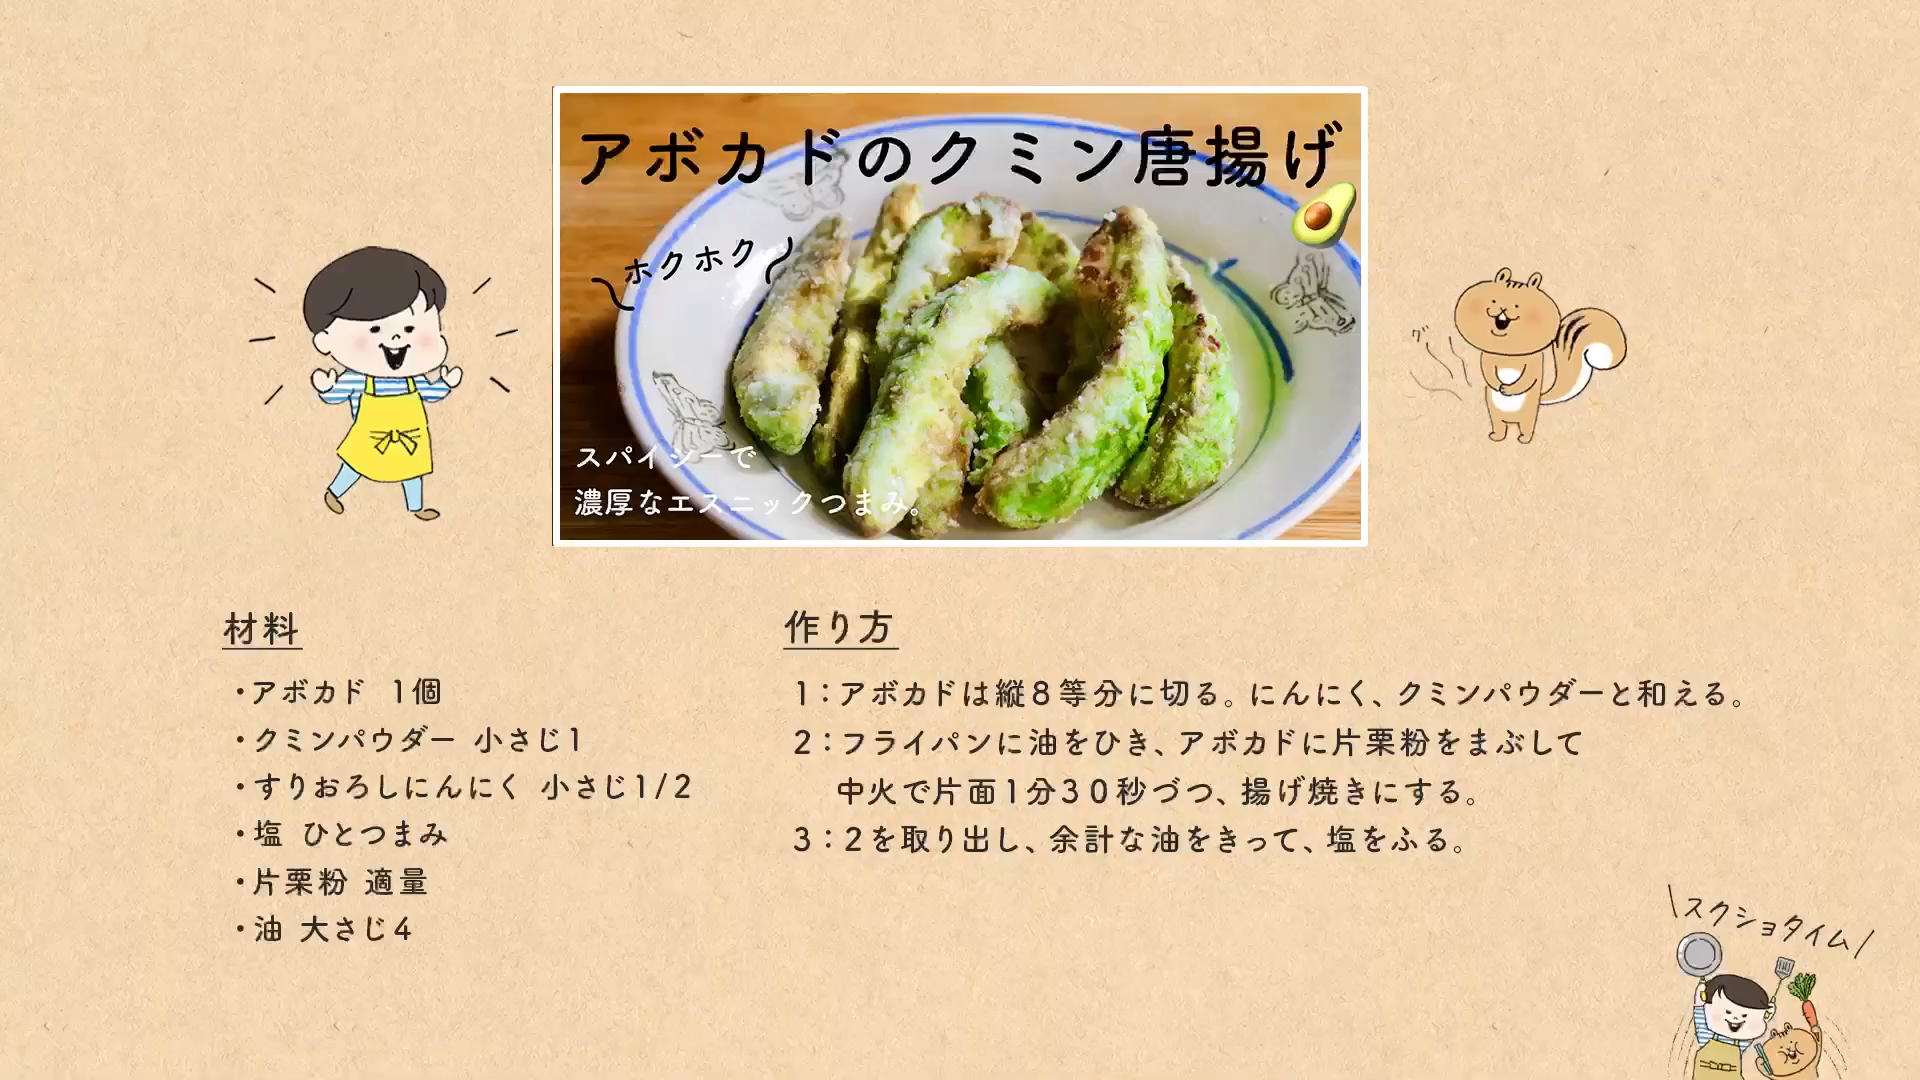 アボカドのクミン唐揚げ
ホクホク
スパイシーで
濃厚なエスニックつまみ。
グー
材料
・アボカド 1個
・クミンパウダー 小さじ1
・すりおろしにんにく 小さじ1/2
・塩 ひとつまみ
・片栗粉 適量
・油 大さじ4
作り方
1：アボカドは縦8等分に切る。にんにく、クミンパウダーと和える。
2：フライパンに油をひき、アボカドに片栗粉をまぶして
中火で片面1分30秒づつ、揚げ焼きにする。
3：2を取り出し、余計な油をきって、塩をふる。
\スクショタイム/